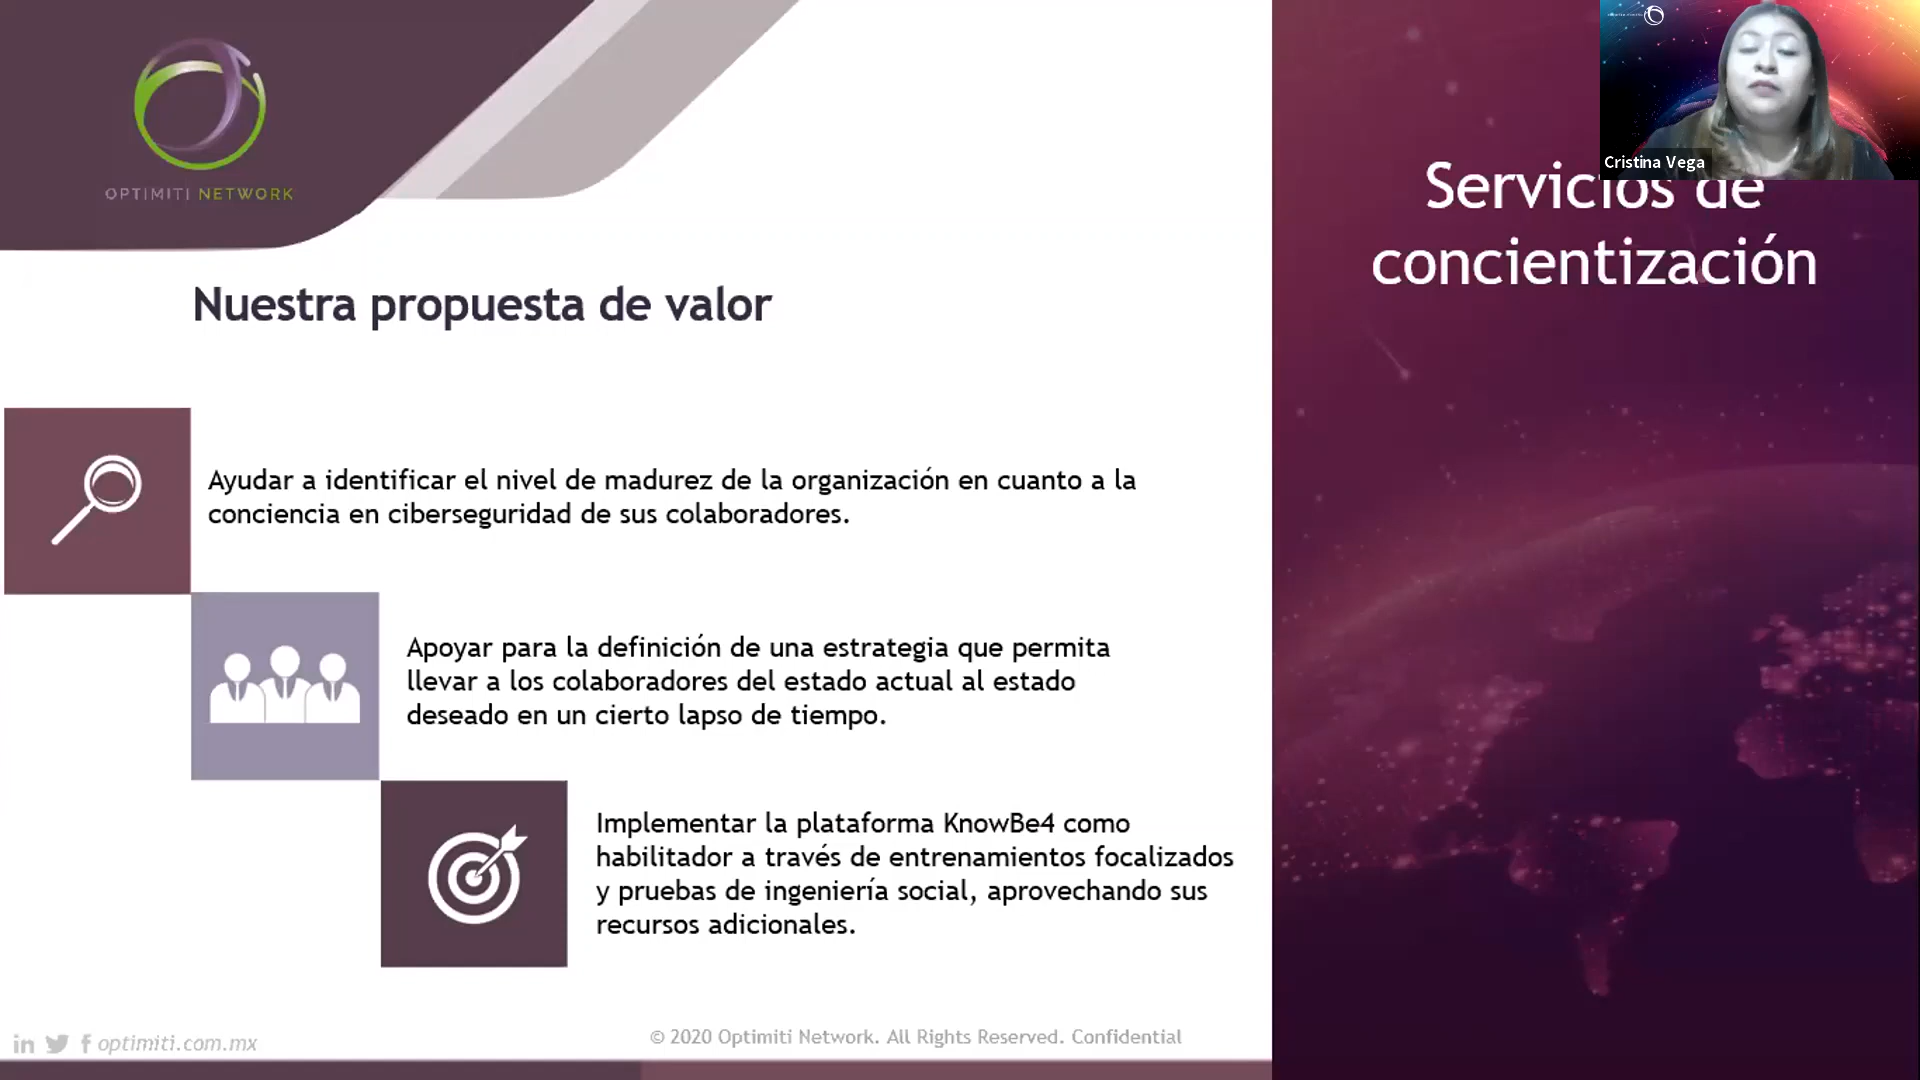 OPTIMITI NETWORK
Cristina Vega
Servicios de
concientización
Nuestra propuesta de valor
Ayudar a identificar el nivel de madurez de la organización en cuanto a la
conciencia en ciberseguridad de sus colaboradores.
Apoyar para la definición de una estrategia que permita
llevar a los colaboradores del estado actual al estado
deseado en un cierto lapso de tiempo.
Implementar la plataforma KnowBe4 como
habilitador a través de entrenamientos focalizados
y pruebas de ingeniería social, aprovechando sus
recursos adicionales.
in f optimiti.com.mx
© 2020 Optimiti Network. All Rights Reserved. Confidential